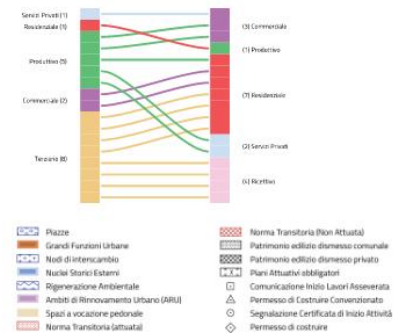 Servizi Privati (1)
Residenziale (1)
Produttivo (5)
Commerciale (2)
Terziario (8)
(3) Commerciale
(1) Produttivo
(7) Residenziale
(2) Servizi Privati
(4) Ricettivo
Piazze
Grandi Funzioni Urbane
Nodi di interscambio
Nuclei Storici Esterni
Rigenerazione Ambientale
Ambiti di Rinnovamento Urbano (ARU)
Spazi a vocazione pedonale
Norma Transitoria (attuata)
Norma Transitoria (Non Attuata)
Patrimonio edilizio dismesso comunale
Patrimonio edilizio dismesso privato
Piani Attuativi obbligatori
Comunicazione Inizio Lavori Asseverata
Permesso di Costruire Convenzionato
Segnalazione Certificata di Inizio Attività
Permesso di costruire